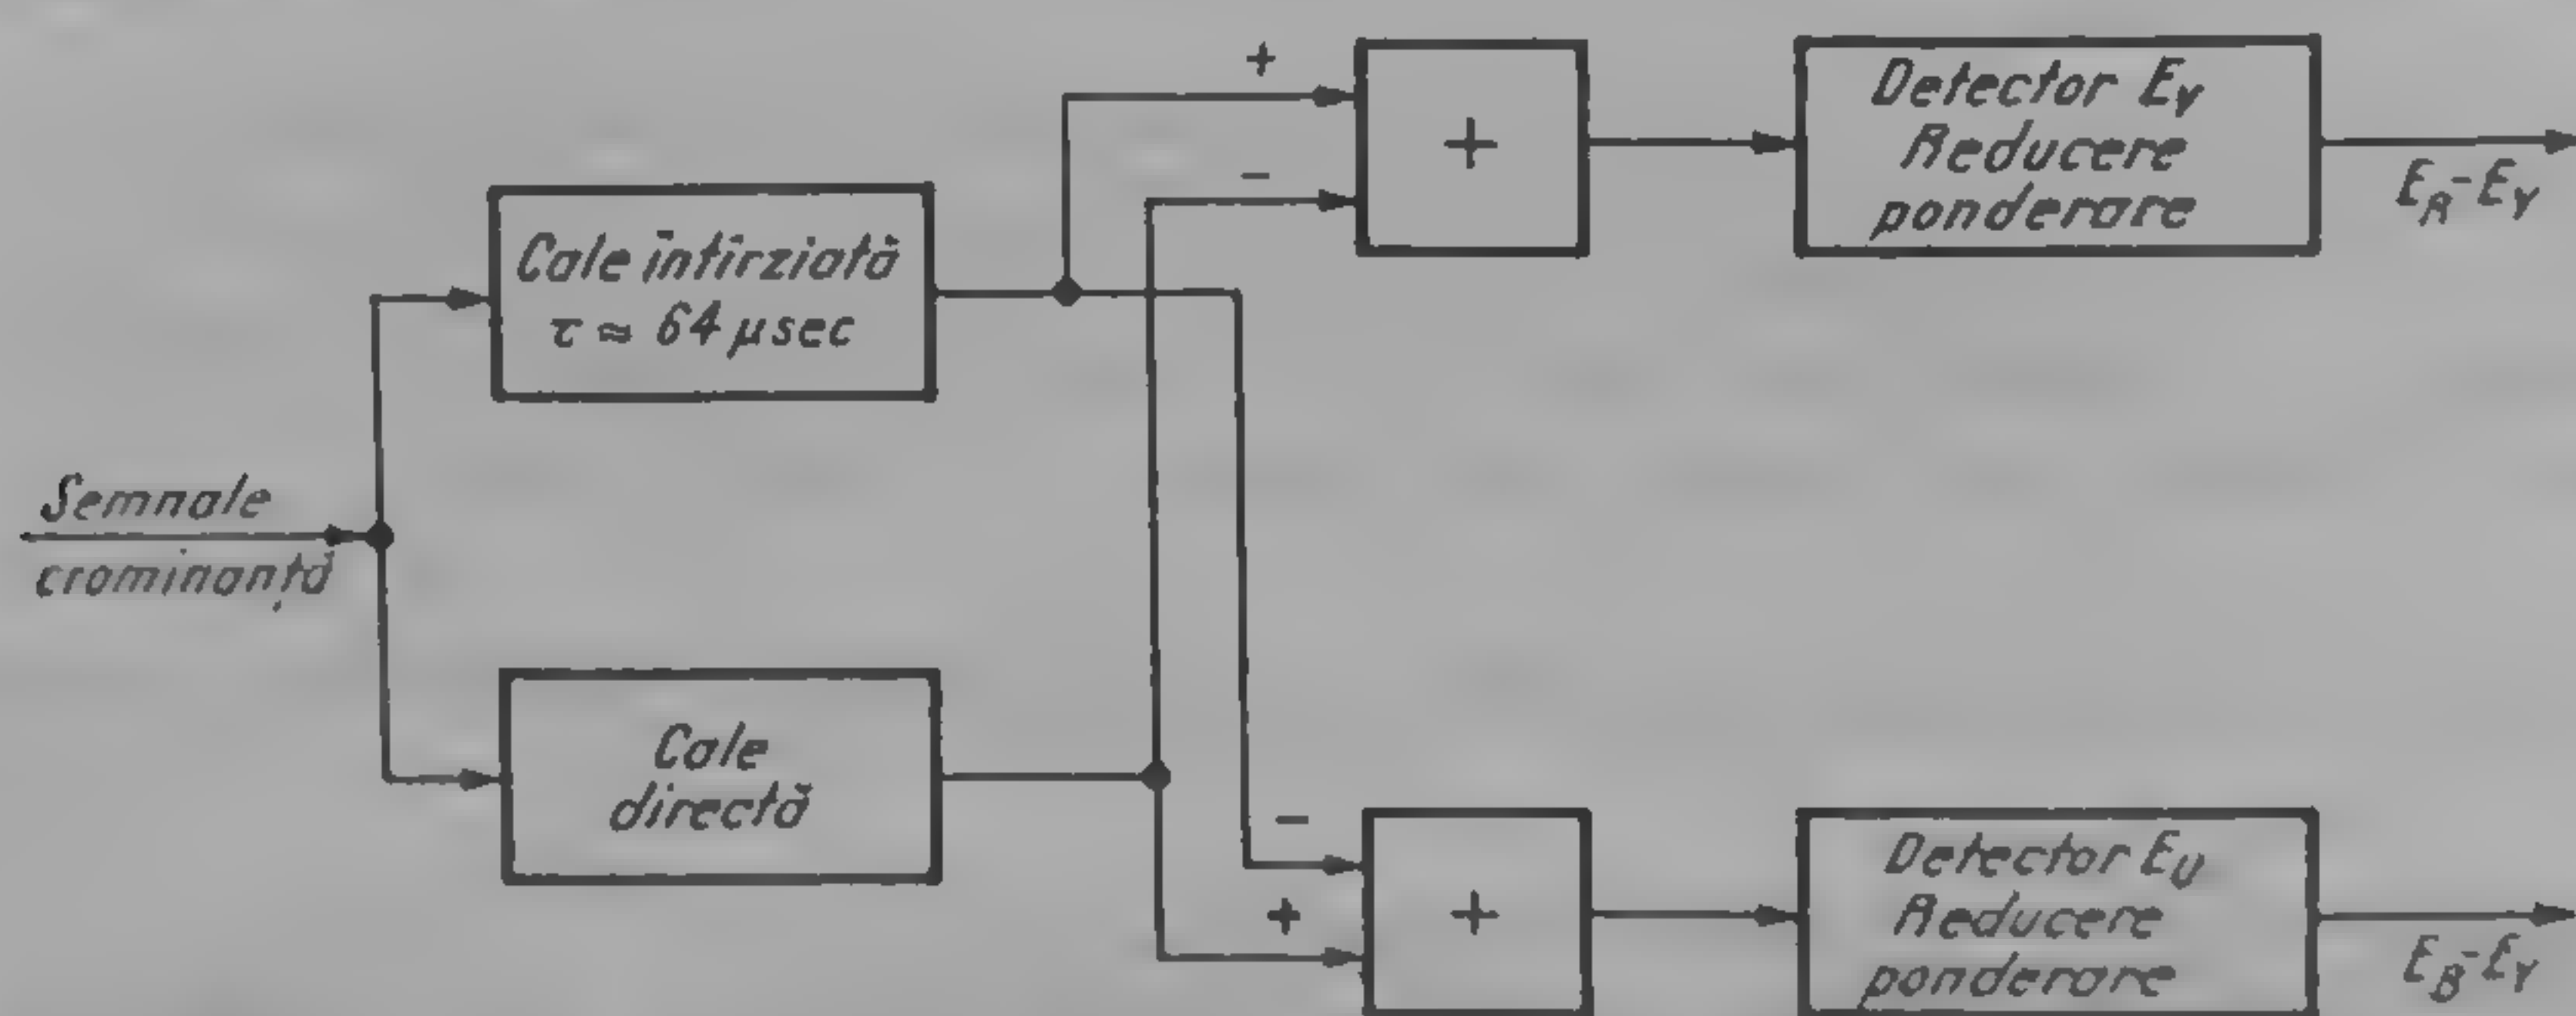 +
−
+
Detector E_V
Reducere
ponderare
E_R-E_Y
Cale întîrziată
τ ≈ 64 μsec
Semnale
crominanță
Cale
directă
−
+
+
Detector E_U
Reducere
ponderare
E_B-E_Y